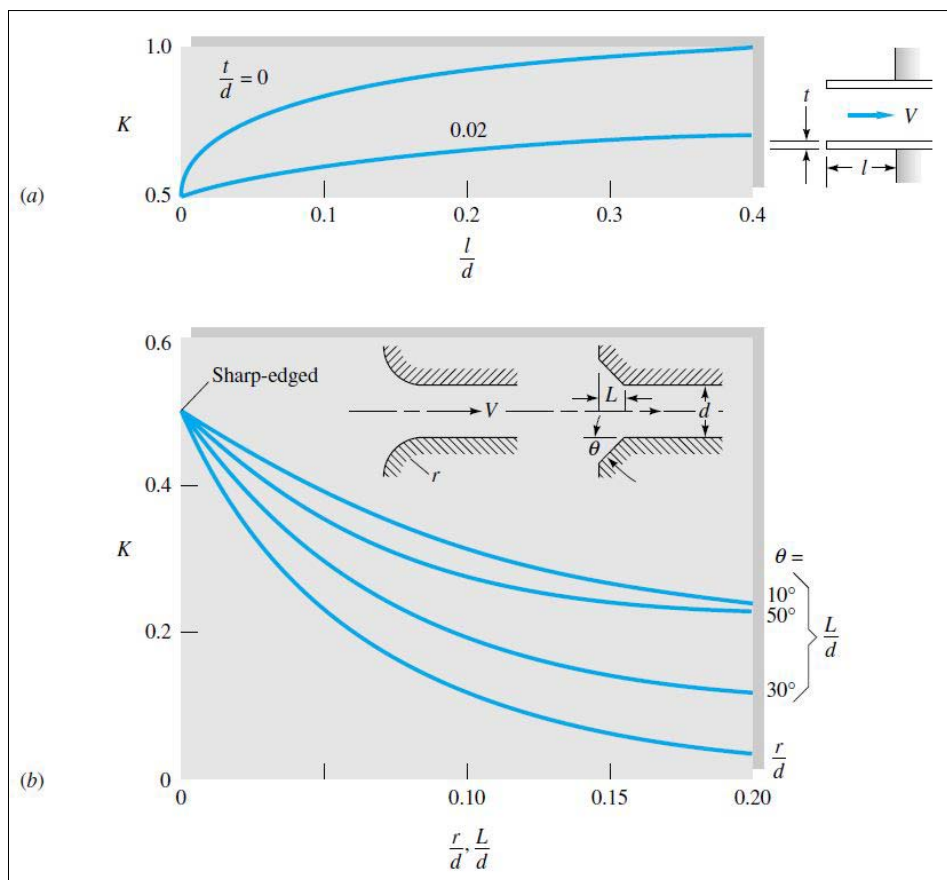 1.0
t/d = 0
K
0.02
t
V
l
(a)
0.5
0 0.1 0.2 0.3 0.4
l/d
0.6
Sharp-edged
V
L
d
θ
r
0.4
K
θ =
10°
50°
L/d
0.2
30°
r/d
(b)
0
0 0.10 0.15 0.20
r/d, L/d